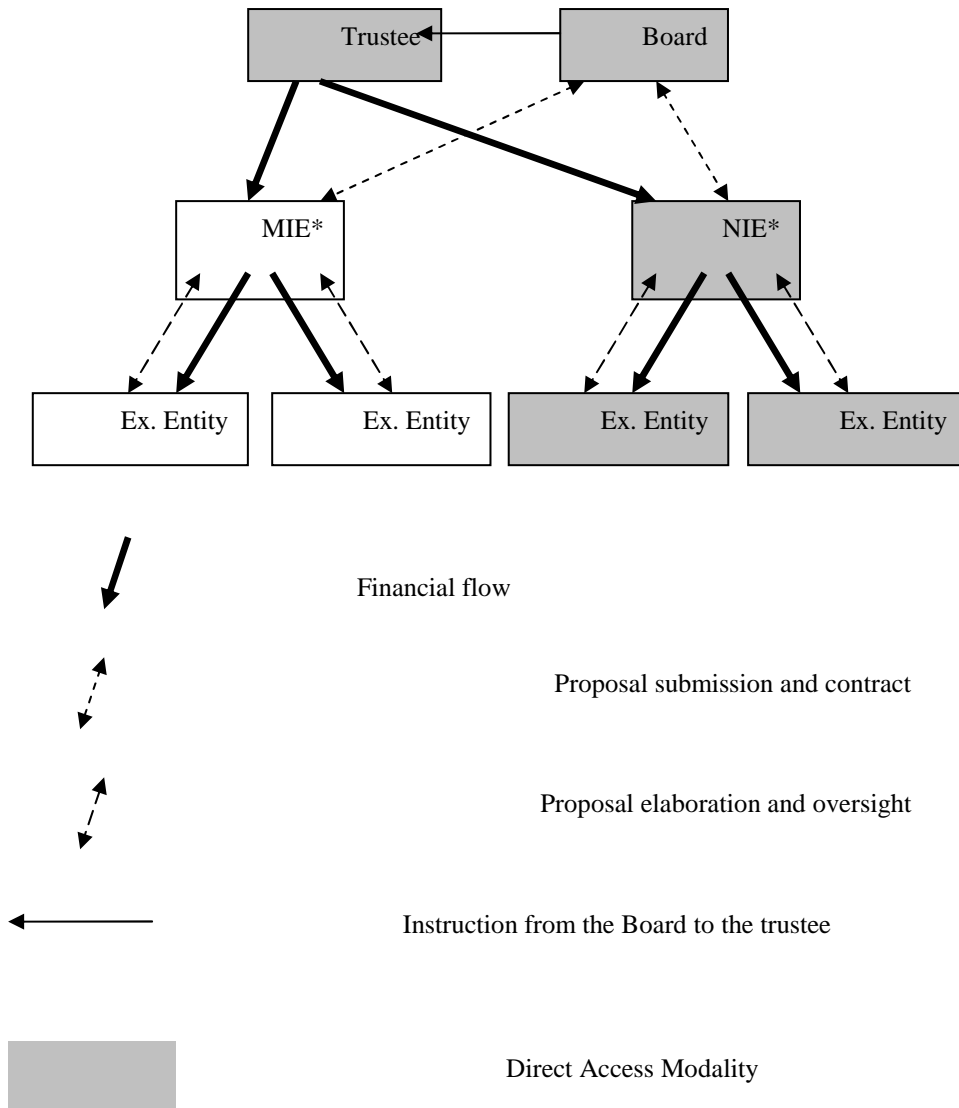 Trustee
Board
MIE*
NIE*
Ex. Entity
Ex. Entity
Ex. Entity
Ex. Entity
Financial flow
Proposal submission and contract
Proposal elaboration and oversight
Instruction from the Board to the trustee
Direct Access Modality